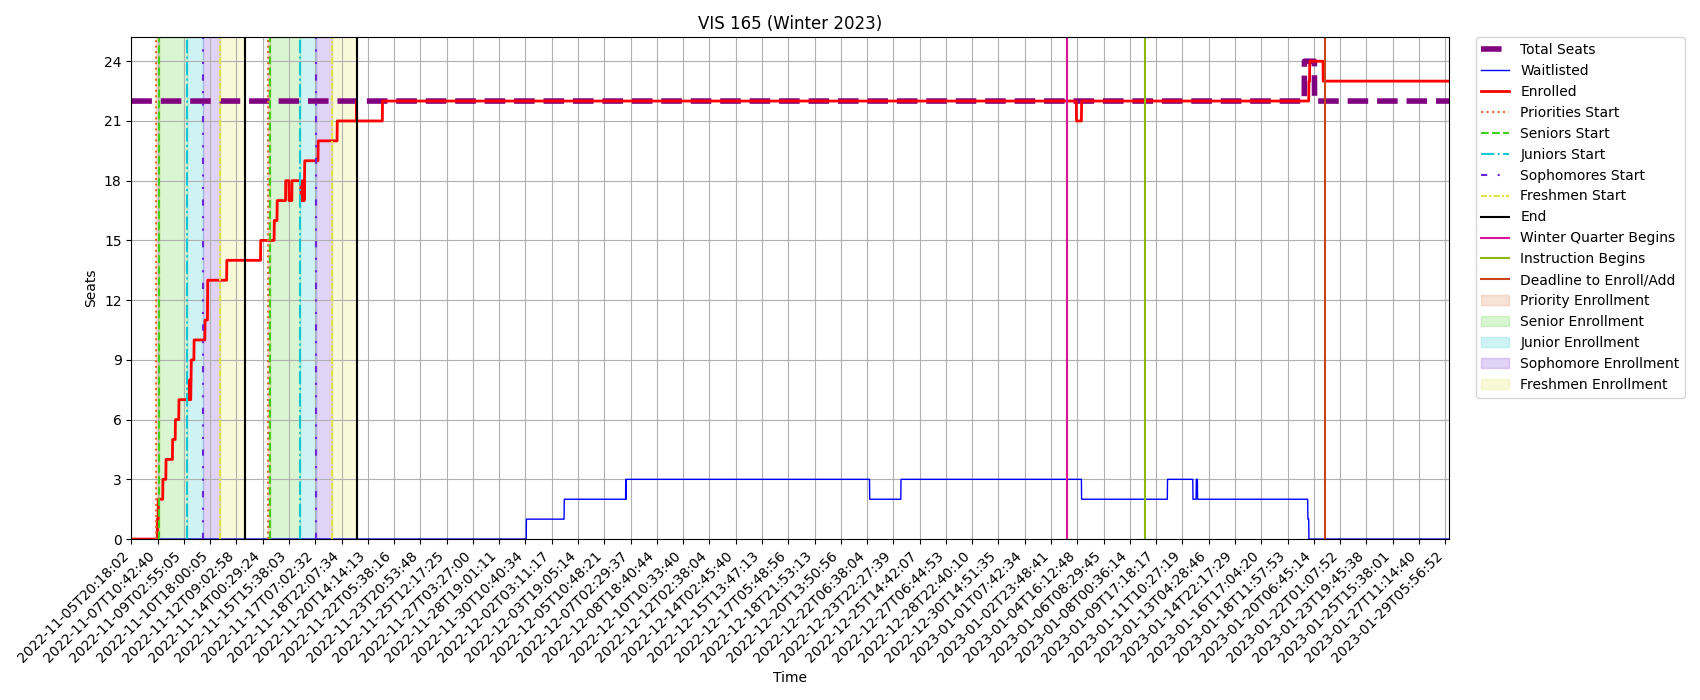 VIS 165 (Winter 2023)
24
21
18
15
12
9
6
3
0
Seats
2022-11-05T20:18:02
2022-11-07T10:42:40
2022-11-09T02:55:05
2022-11-10T18:00:05
2022-11-12T09:02:58
2022-11-14T00:29:24
2022-11-15T15:38:03
2022-11-17T07:02:32
2022-11-18T22:07:34
2022-11-20T14:14:13
2022-11-22T05:38:16
2022-11-23T20:53:48
2022-11-25T12:17:25
2022-11-27T03:27:00
2022-11-28T19:01:11
2022-11-30T10:40:34
2022-12-02T03:11:17
2022-12-03T19:05:14
2022-12-05T10:48:21
2022-12-07T02:29:37
2022-12-08T18:40:44
2022-12-10T10:33:40
2022-12-12T02:38:04
2022-12-14T02:45:40
2022-12-15T13:47:13
2022-12-17T05:48:56
2022-12-18T21:53:13
2022-12-20T13:50:56
2022-12-22T06:38:04
2022-12-23T22:27:39
2022-12-25T14:42:07
2022-12-27T06:44:53
2022-12-28T22:40:10
2022-12-30T14:51:35
2023-01-01T07:42:34
2023-01-02T23:48:41
2023-01-04T16:12:48
2023-01-06T08:29:45
2023-01-08T00:36:14
2023-01-09T17:18:17
2023-01-11T10:27:19
2023-01-13T04:28:46
2023-01-14T22:17:29
2023-01-16T17:04:20
2023-01-18T11:57:53
2023-01-20T06:45:14
2023-01-22T01:07:52
2023-01-23T19:45:38
2023-01-25T15:38:01
2023-01-27T11:14:40
2023-01-29T05:56:52
Time
Total Seats
Waitlisted
Enrolled
Priorities Start
Seniors Start
Juniors Start
Sophomores Start
Freshmen Start
End
Winter Quarter Begins
Instruction Begins
Deadline to Enroll/Add
Priority Enrollment
Senior Enrollment
Junior Enrollment
Sophomore Enrollment
Freshmen Enrollment